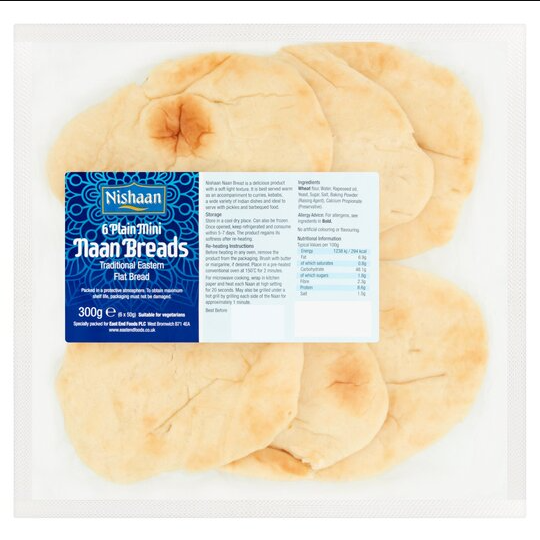 Nishaan
6 Plain Mini
Naan Breads
Traditional Eastern
Flat Bread
Packed in a protective atmosphere. To obtain maximum
shelf life, packaging must not be damaged.
300g e (6 x 50g) Suitable for vegetarians
Specially packed for East End Foods PLC West Bromwich B71 4EA
www.eastendfoods.co.uk
Nishaan Naan Bread is a delicious product
with a soft light texture. It is best served warm
as an accompaniment to curries, kebabs,
a wide variety of Indian dishes and ideal to
serve with pickles and barbequed food.
Storage
Store in a cool dry place. Can also be frozen
Once opened, keep refrigerated and consume
within 5-7 days. The product regains its
softness after re-heating.
Re-heating Instructions
Before heating in any oven, remove the
product from the packaging. Brush with butter
or margarine, if desired. Place in a pre-heated
conventional oven at 150°C for 2 minutes.
For microwave cooking, wrap in kitchen
paper and heat each Naan at high setting
for 20 seconds. May also be grilled under a
hot grill by grilling each side of the Naan for
approximately 1 minute.
Best Before
Ingredients
Wheat flour, Water, Rapeseed oil,
Yeast, Sugar, Salt, Baking Powder
(Raising Agent), Calcium Propionate
(Preservative).
Allergy Advice: For allergens, see
ingredients in Bold.
No artificial colouring or flavouring.
Nutritional Information
Typical Values per 100g
Energy 1238 kJ / 294 kcal
Fat
of which saturates
Carbohydrate
of which sugars
Fibre
Protein
Salt